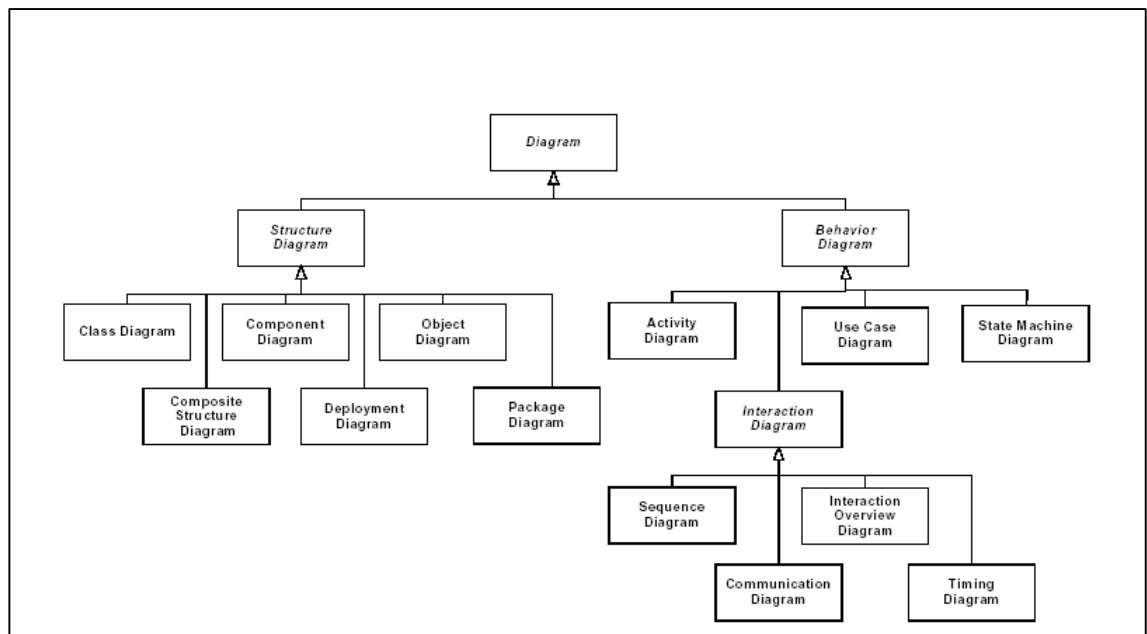 Diagram
Structure
Diagram
Behavior
Diagram
Class Diagram
Component
Diagram
Object
Diagram
Activity
Diagram
Use Case
Diagram
State Machine
Diagram
Composite
Structure
Diagram
Deployment
Diagram
Package
Diagram
Interaction
Diagram
Sequence
Diagram
Interaction
Overview
Diagram
Communication
Diagram
Timing
Diagram